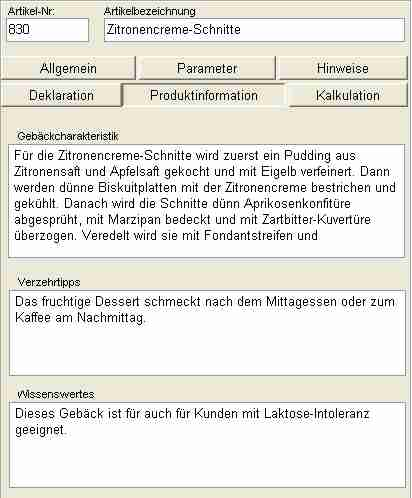 Artikel-Nr: Artikelbezeichnung
830 Zitronencreme-Schnitte
Allgemein Parameter Hinweise
Deklaration Produktinformation Kalkulation
Gebäckcharakteristik
Für die Zitronencreme-Schnitte wird zuerst ein Pudding aus
Zitronensaft und Apfelsaft gekocht und mit Eigelb verfeinert. Dann
werden dünne Biskuitplatten mit der Zitronencreme bestrichen und
gekühlt. Danach wird die Schnitte dünn Aprikosenkonfitüre
abgesprüht, mit Marzipan bedeckt und mit Zartbitter-Kuvertüre
überzogen. Veredelt wird sie mit Fondantstreifen und
Verzehrtipps
Das fruchtige Dessert schmeckt nach dem Mittagessen oder zum
Kaffee am Nachmittag.
Wissenswertes
Dieses Gebäck ist für auch für Kunden mit Laktose-Intoleranz
geeignet.